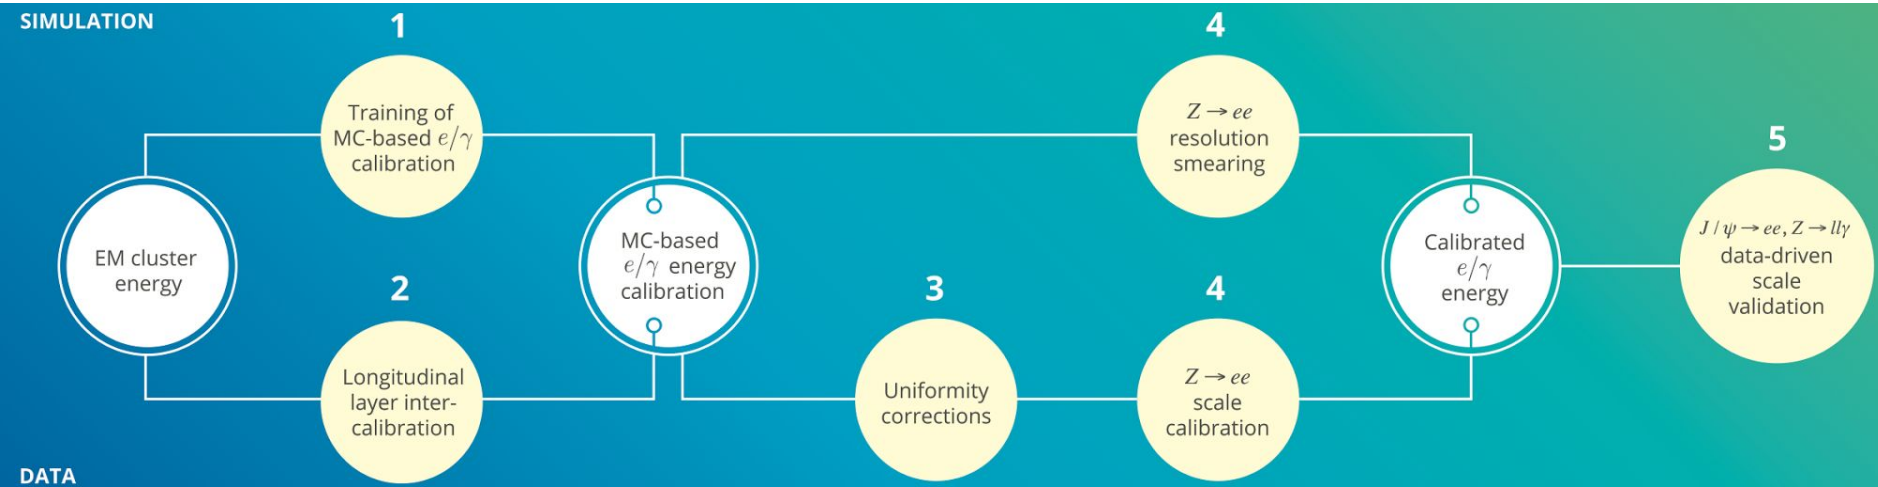 SIMULATION
1
Training of
MC-based e/γ
calibration
4
Z → ee
resolution
smearing
5
J / ψ → ee, Z → llγ
data-driven
scale
validation
EM cluster
energy
MC-based
e/γ energy
calibration
Calibrated
e/γ
energy
2
Longitudinal
layer inter-
calibration
3
Uniformity
corrections
4
Z → ee
scale
calibration
DATA